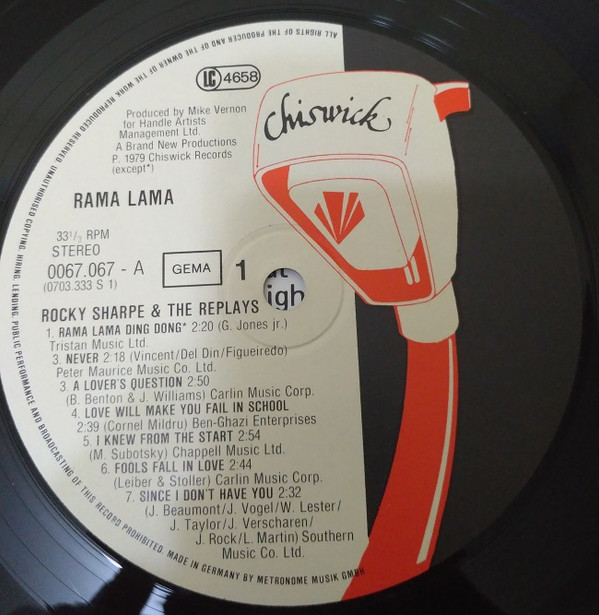 ALL RIGHTS OF THE PRODUCER AND OF THE OWNER OF THE WORK REPRODUCED RESERVED. UNAUTHORISED COPYING, HIRING, LENDING, PUBLIC PERFORMANCE AND BROADCASTING OF THIS RECORD PROHIBITED. MADE IN GERMANY BY METRONOME MUSIK GMBH
LC 4658
Chiswick
Produced by Mike Vernon
for Handle Artists
Management Ltd.
A Brand New Productions
P. 1979 Chiswick Records
(except*)
RAMA LAMA
33 1/3 RPM
STEREO
0067.067 - A GEMA 1
(0703.333 S 1)
igh
ROCKY SHARPE & THE REPLAYS
1. RAMA LAMA DING DONG* 2:20 (G. Jones jr.)
Tristan Music Ltd.
3. NEVER 2:18 (Vincent/Del Din/Figueiredo)
Peter Maurice Music Co. Ltd.
3. A LOVER'S QUESTION 2:50
(B. Benton & J. Williams) Carlin Music Corp.
4. LOVE WILL MAKE YOU FAIL IN SCHOOL
2:39 (Cornel Mildru) Ben-Ghazi Enterprises
5. I KNEW FROM THE START 2:54
(M. Subotsky) Chappell Music Ltd.
6. FOOLS FALL IN LOVE 2:44
(Leiber & Stoller) Carlin Music Corp.
7. SINCE I DON'T HAVE YOU 2:32
(J. Beaumont/J. Vogel/W. Lester/
J. Taylor/J. Verscharen/
J. Rock/L. Martin) Southern
Music Co. Ltd.